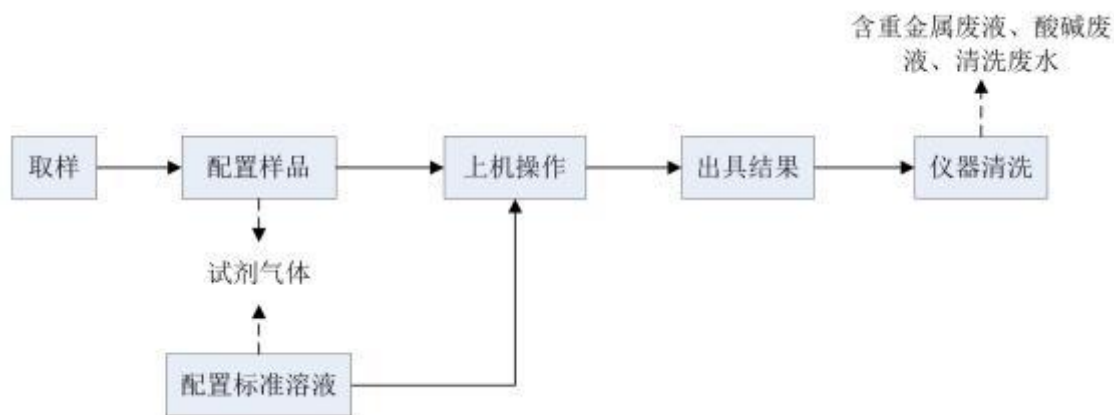 含重金属废液、酸碱废
液、清洗废水
取样
配置样品
上机操作
出具结果
仪器清洗
试剂气体
配置标准溶液